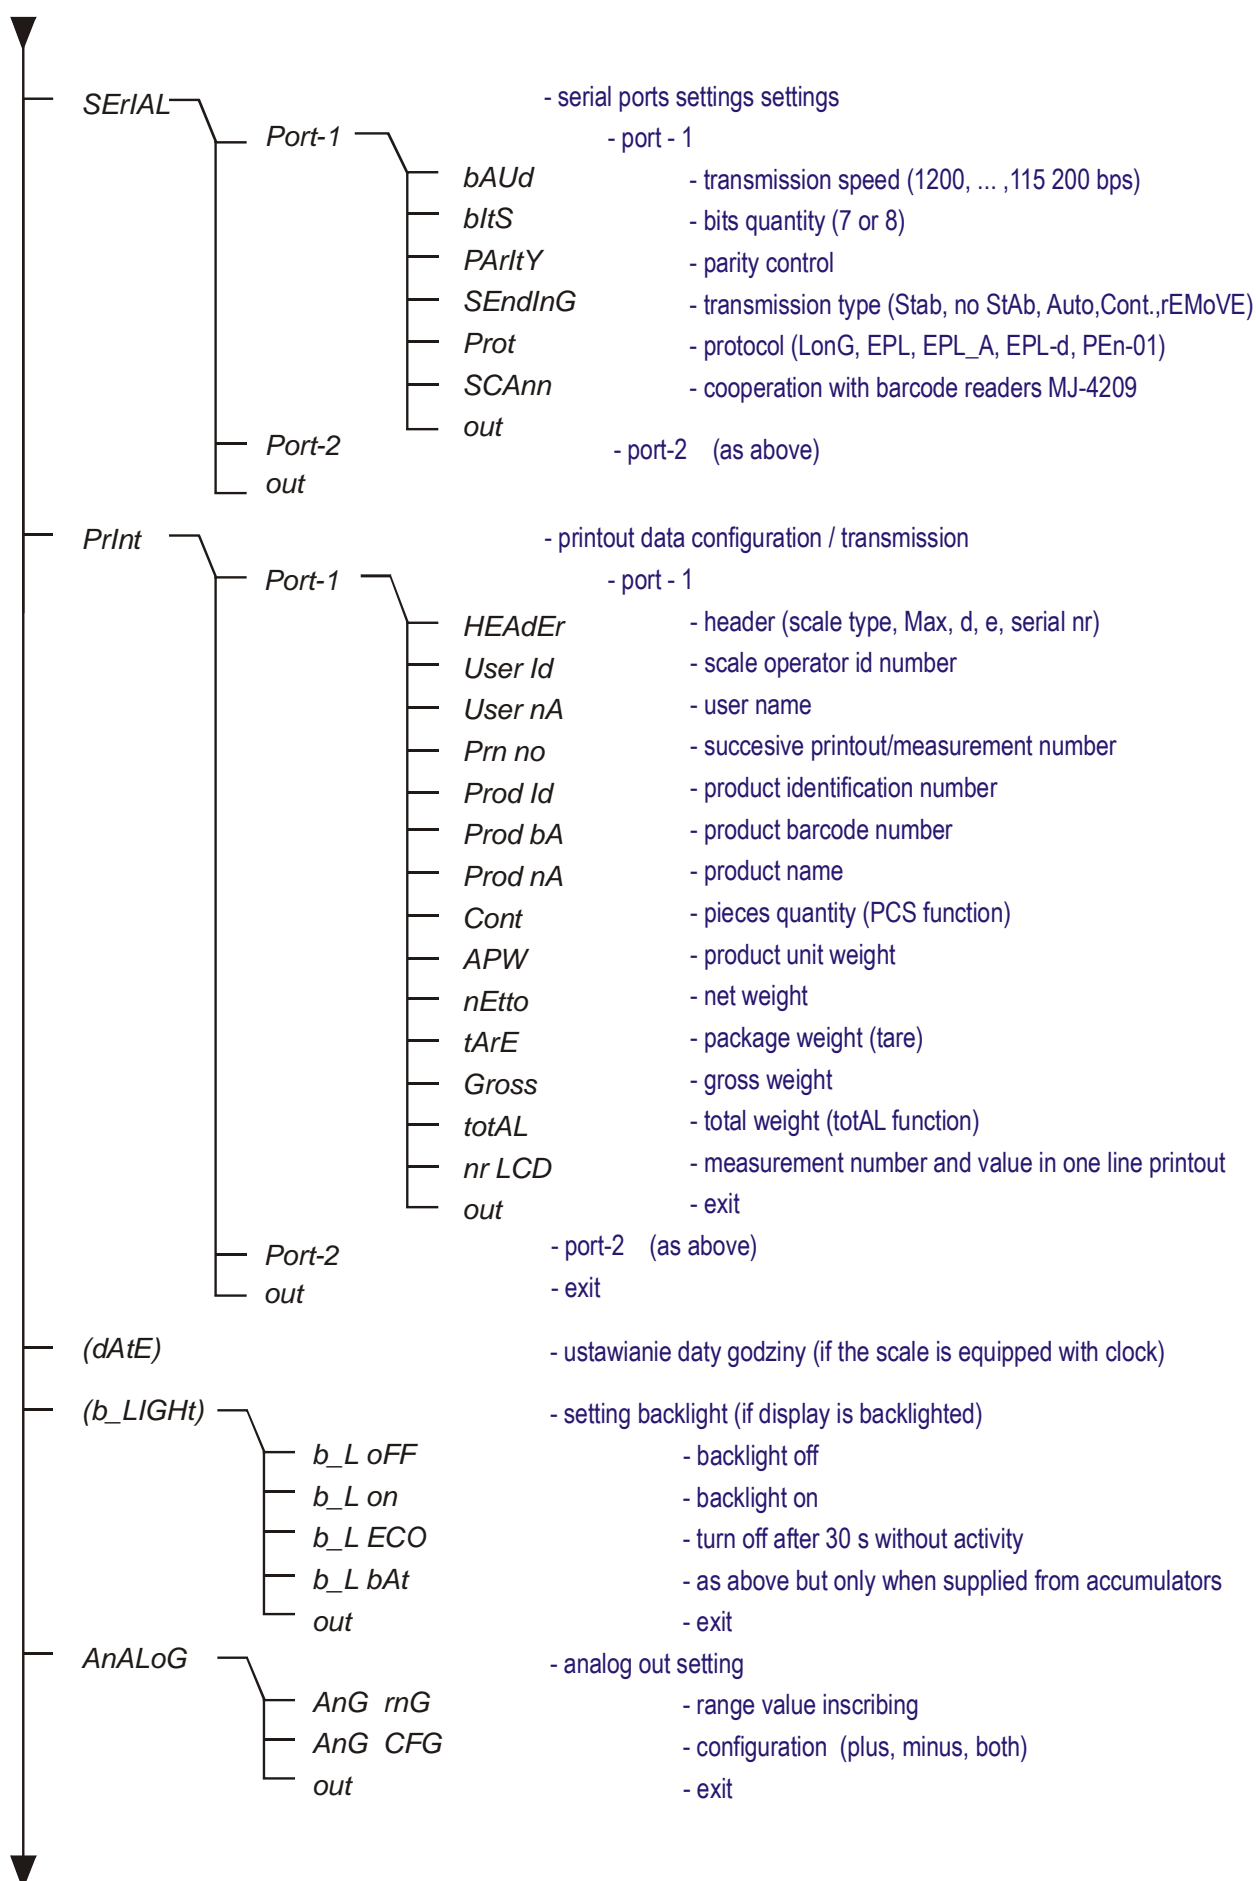 SErIAL - serial ports settings settings
Port-1 - port - 1
bAUd - transmission speed (1200, ... ,115 200 bps)
bItS - bits quantity (7 or 8)
PArItY - parity control
SEndInG - transmission type (Stab, no StAb, Auto,Cont.,rEMoVE)
Prot - protocol (LonG, EPL, EPL_A, EPL-d, PEn-01)
SCAnn - cooperation with barcode readers MJ-4209
out
Port-2 - port-2 (as above)
out
PrInt - printout data configuration / transmission
Port-1 - port - 1
HEAdEr - header (scale type, Max, d, e, serial nr)
User Id - scale operator id number
User nA - user name
Prn no - succesive printout/measurement number
Prod Id - product identification number
Prod bA - product barcode number
Prod nA - product name
Cont - pieces quantity (PCS function)
APW - product unit weight
nEtto - net weight
tArE - package weight (tare)
Gross - gross weight
totAL - total weight (totAL function)
nr LCD - measurement number and value in one line printout
out - exit
Port-2 - port-2 (as above)
out - exit
(dAtE) - ustawianie daty godziny (if the scale is equipped with clock)
(b_LIGHt) - setting backlight (if display is backlighted)
b_L oFF - backlight off
b_L on - backlight on
b_L ECO - turn off after 30 s without activity
b_L bAt - as above but only when supplied from accumulators
out - exit
AnALoG - analog out setting
AnG rnG - range value inscribing
AnG CFG - configuration (plus, minus, both)
out - exit